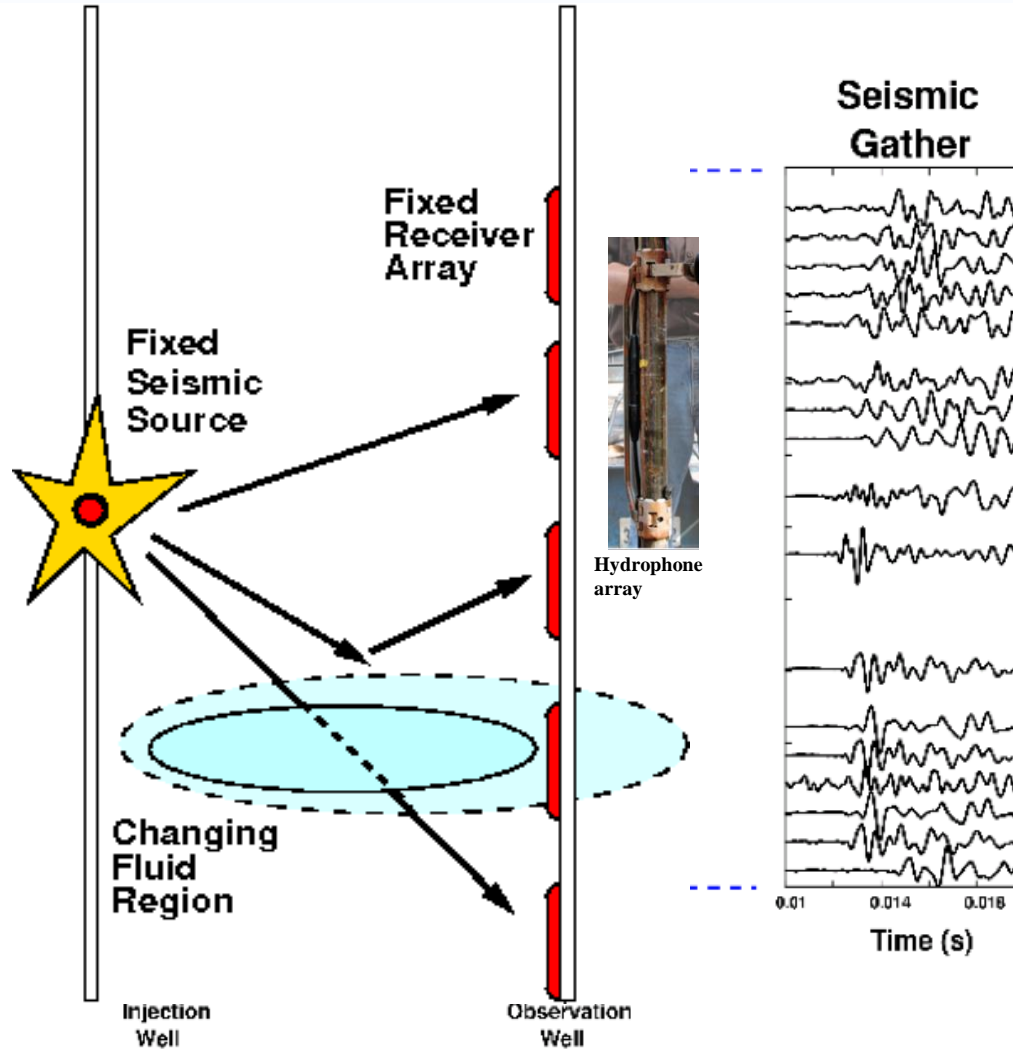 Seismic
Gather
Fixed
Receiver
Array
Fixed
Seismic
Source
Hydrophone
array
Changing
Fluid
Region
0.01
0.014
0.018
Time (s)
Injection
Well
Observation
Well